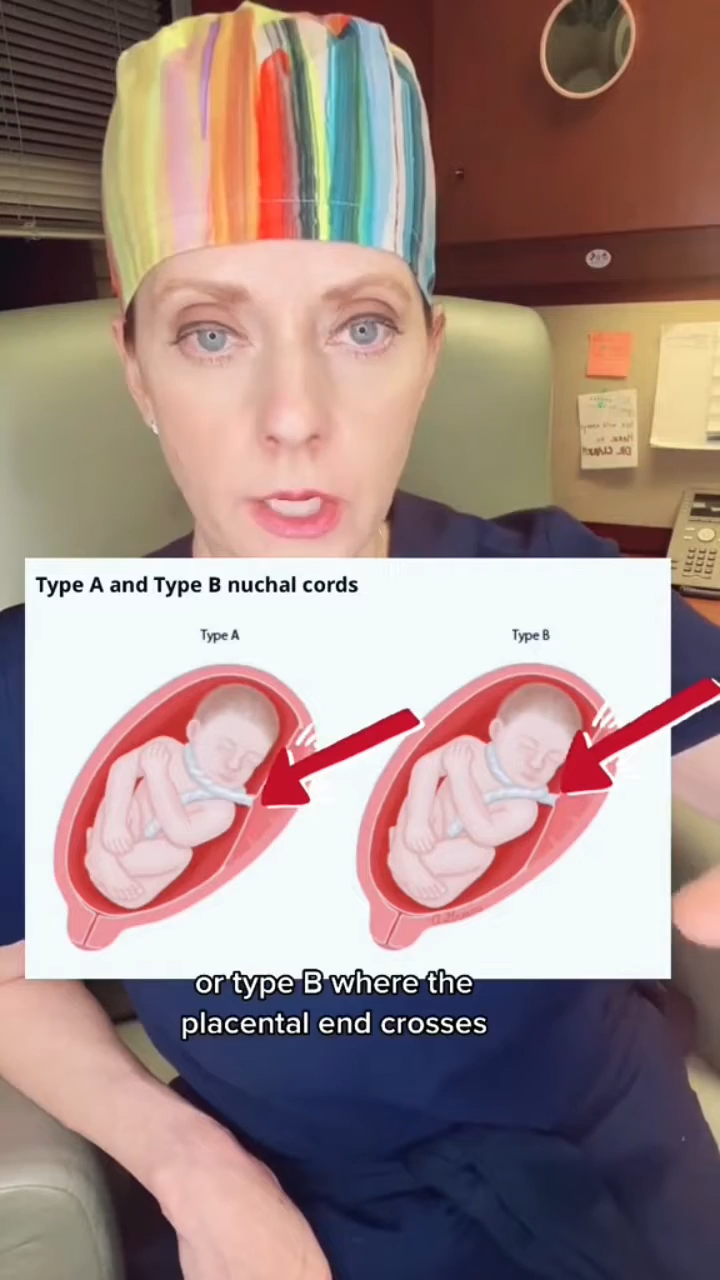 Type A and Type B nuchal cords
Type A
Type B
or type B where the
placental end crosses